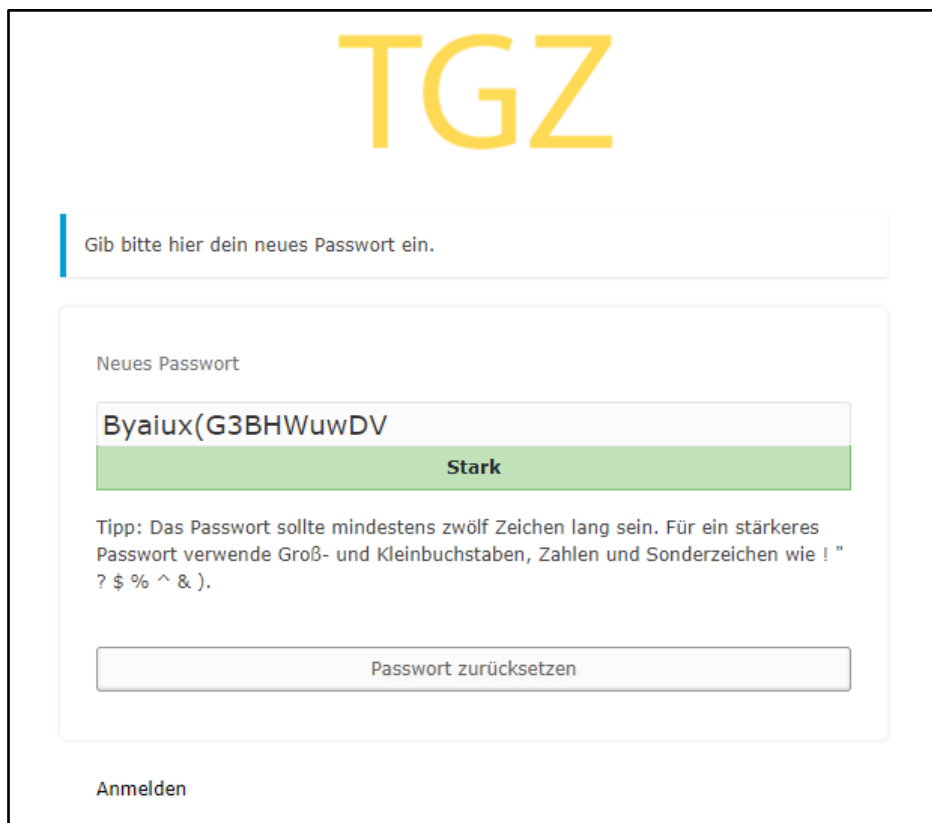 TGZ
Gib bitte hier dein neues Passwort ein.
Neues Passwort
Byaiux(G3BHWuwDV
Stark
Tipp: Das Passwort sollte mindestens zwölf Zeichen lang sein. Für ein stärkeres
Passwort verwende Groß- und Kleinbuchstaben, Zahlen und Sonderzeichen wie ! "
? $ % ^ & ).
Passwort zurücksetzen
Anmelden